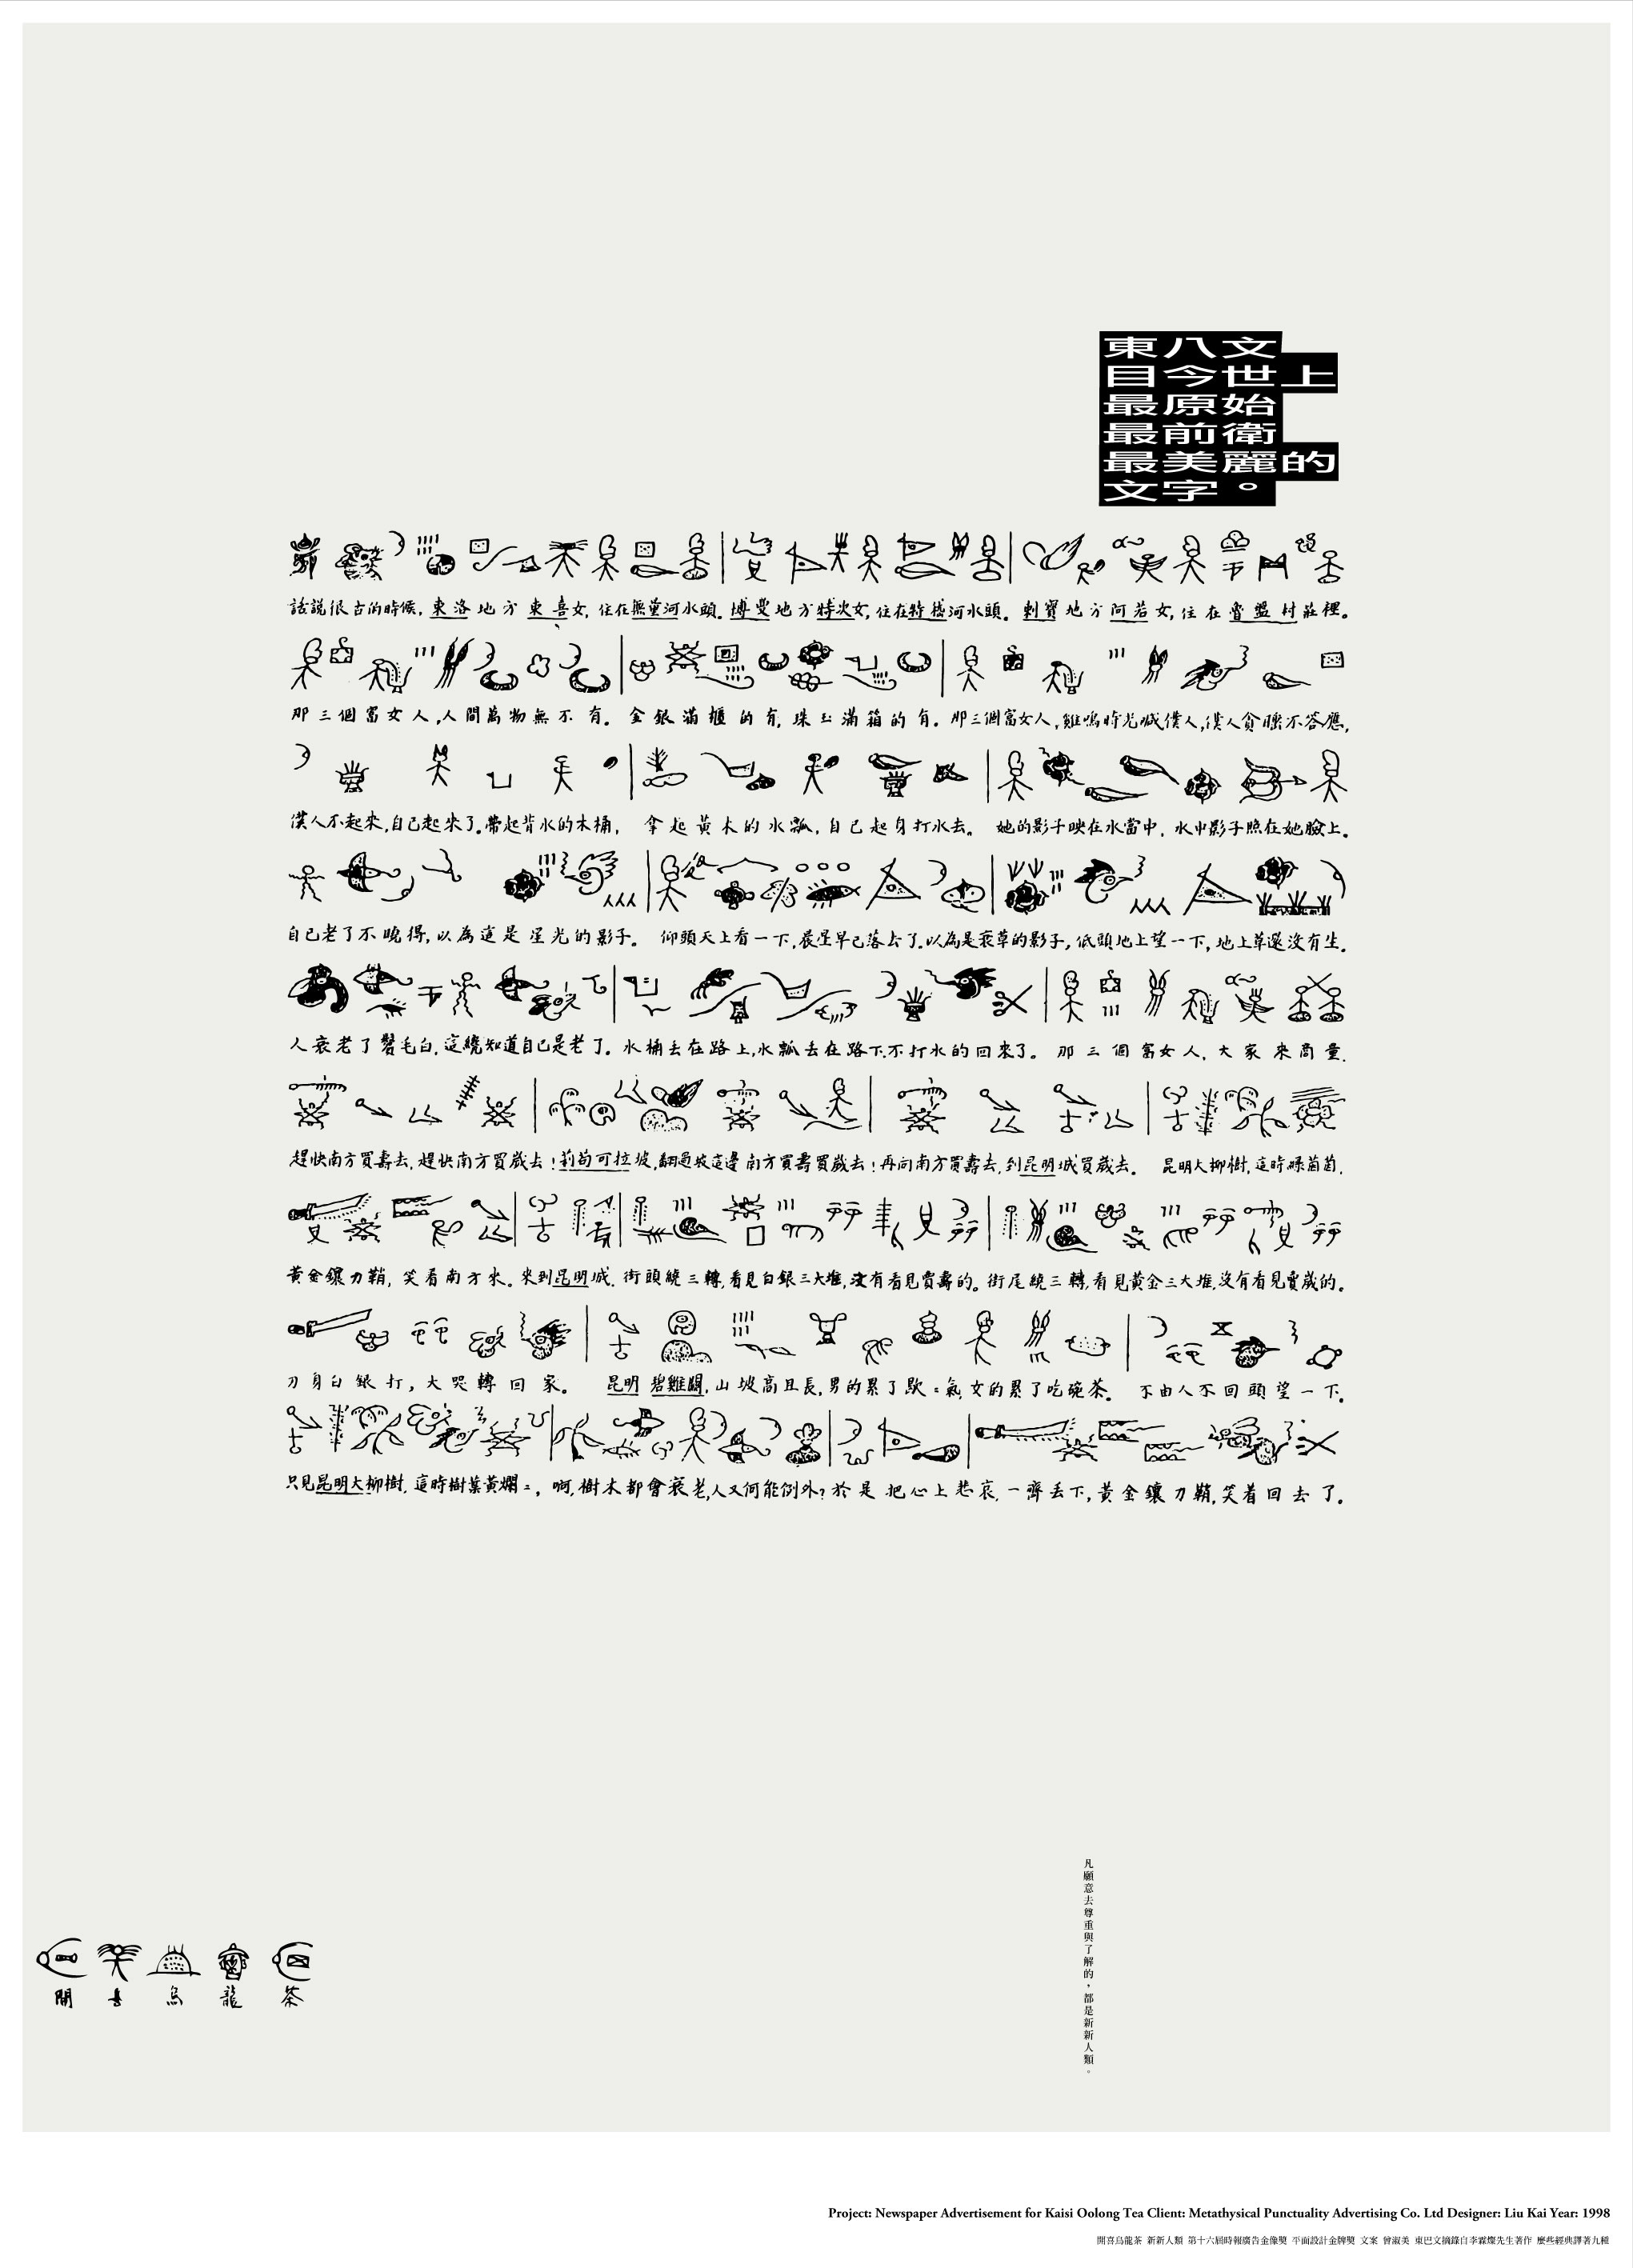 東八文
目今世上
最原始
最前衛
最美麗的
文字。
話說很古的時候，東洛地方東喜女，住在無量河水頭。博叟地方特次女，住在特樣河水頭。刺寶地方阿若女，住在魯盤村莊裡。
那三個富女人，人間萬物無不有。金銀滿櫃的有，珠玉滿箱的有。那三個富女人，雞鳴時光喊僕人，僕人貪睡不答應，
僕人不起來，自己起來了。帶起背水的木桶，拿起黃木的水瓢，自己起身打水去。她的影子映在水當中，水中影子照在她臉上。
自己老了不曉得，以為這是星光的影子。仰頭天上看一下，晨星早已落去了。以為是衰草的影子，低頭地上望一下，地上草還沒有生。
人衰老了鬢毛白，這纔知道自己是老了。水桶丟在路上，水瓢丟在路下，不打水的回來了。那三個富女人，大家來商量，
趕快南方買壽去，趕快南方買歲去！荊苟可拉坡，翻過坡這邊南方買壽買歲去！再向南方買壽去，到昆明城買歲去。昆明大柳樹，這時綠茵茵，
黃金鑲刀鞘，笑着南方來。來到昆明城，街頭繞三轉，看見白銀三大堆，沒有看見賣壽的。街尾繞三轉，看見黃金三大堆，沒有看見賣歲的。
刀身白銀打，大哭轉回家。昆明碧雞關，山坡高且長，男的累了歇=氣，女的累了吃碗茶。不由人不回頭望一下，
只見昆明大柳樹，這時樹葉黃爛=，啊，樹木都會衰老，人又何能例外？於是把心上悲哀，一齊丟下，黃金鑲刀鞘，笑着回去了。
凡願意去尊重與了解的，都是新新人類。
開喜烏龍茶
Project: Newspaper Advertisement for Kaisi Oolong Tea Client: Metathysical Punctuality Advertising Co. Ltd Designer: Liu Kai Year: 1998
開喜烏龍茶 新新人類 第十六屆時報廣告金像獎 平面設計金牌獎 文案 曾淑美 東巴文摘錄自李霖燦先生著作 麼些經典譯著九種